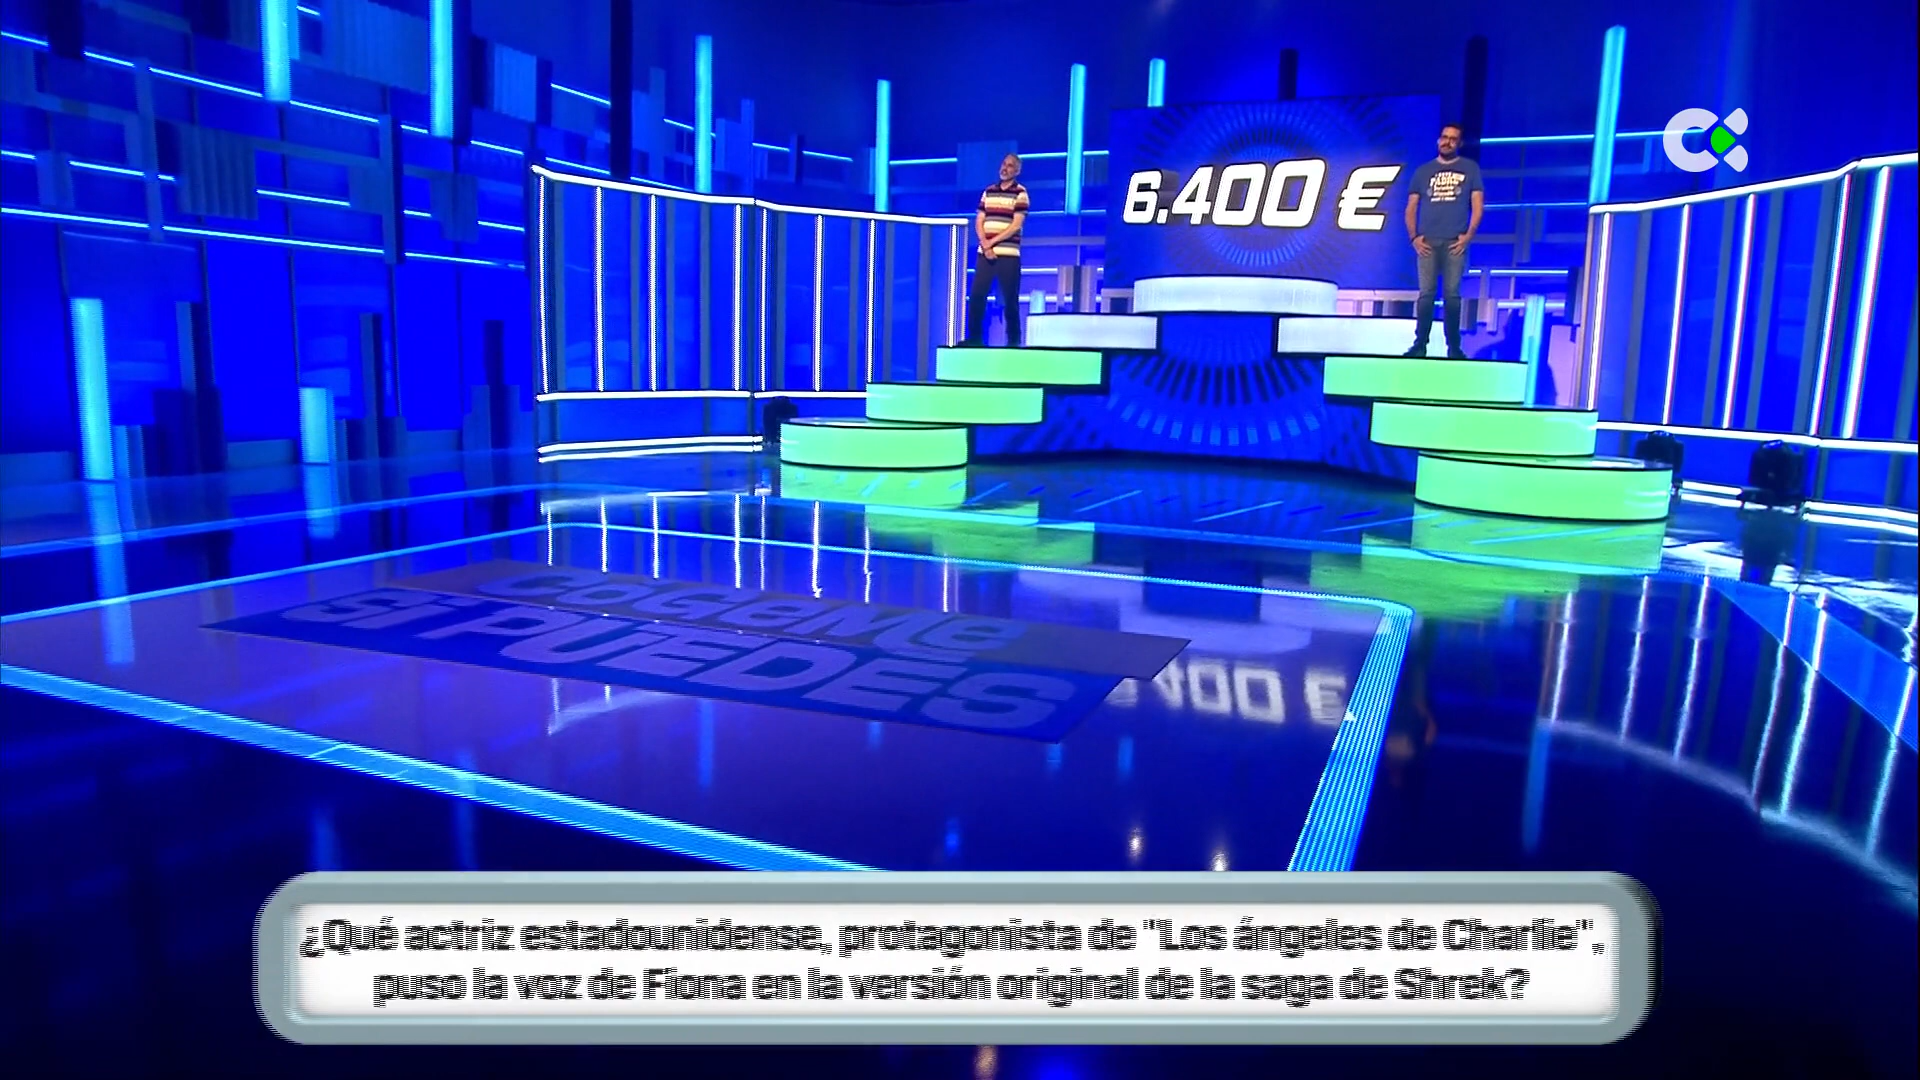 6.400 €
COGEME
Si PUEDES
400 €
¿Qué actriz estadounidense, protagonista de "Los ángeles de Charlie",
puso la voz de Fiona en la versión original de la saga de Shrek?